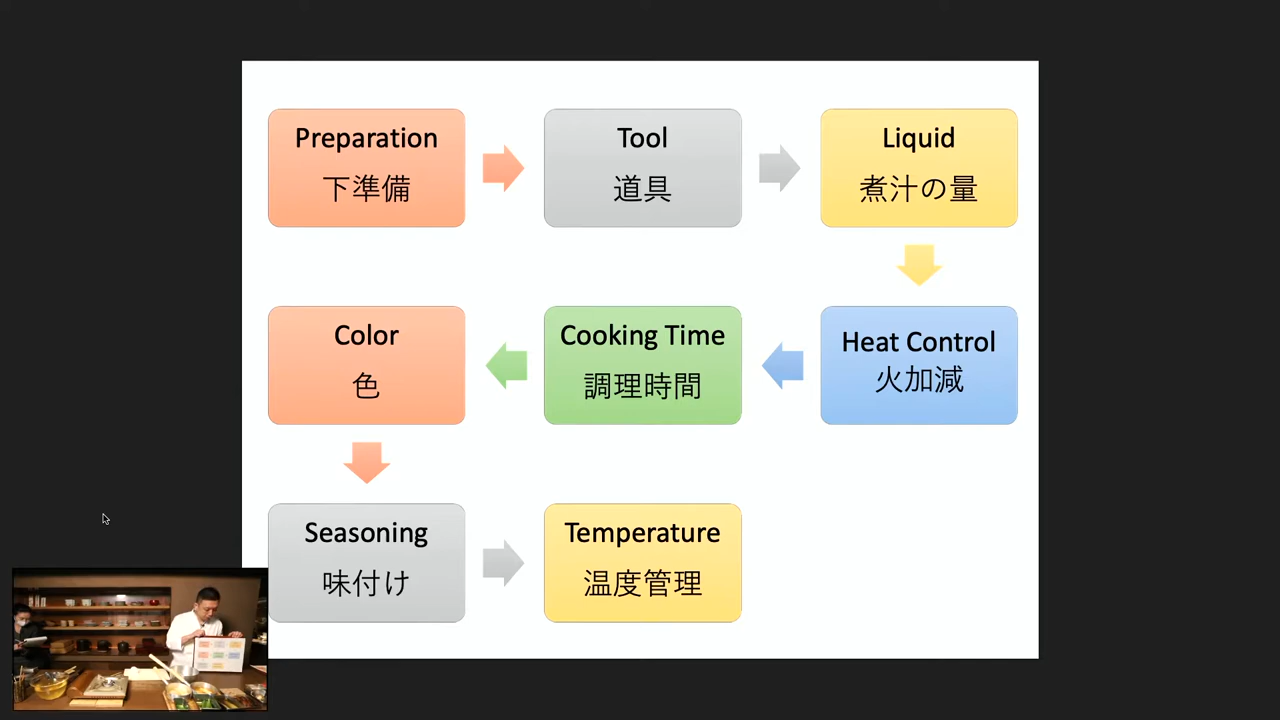 Preparation
下準備
Tool
道具
Liquid
煮汁の量
Heat Control
火加減
Cooking Time
調理時間
Color
色
Seasoning
味付け
Temperature
温度管理